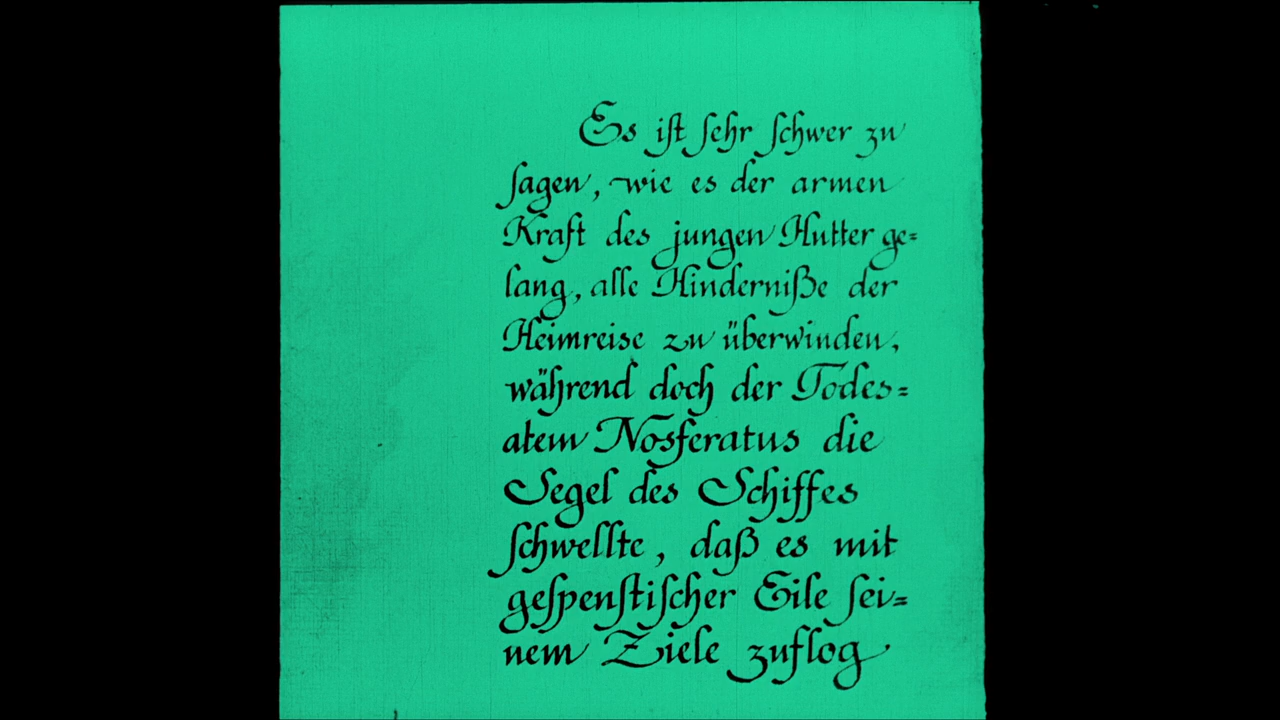 Es iſt ſehr ſchwer zu
ſagen, wie es der armen
Kraft des jungen Hutter ge=
lang, alle Hinderniße der
Heimreise zu überwinden,
während doch der Todes=
atem Nosferatus die
Segel des Schiffes
ſchwellte, daß es mit
geſpenſtiſcher Eile ſei=
nem Ziele zuflog